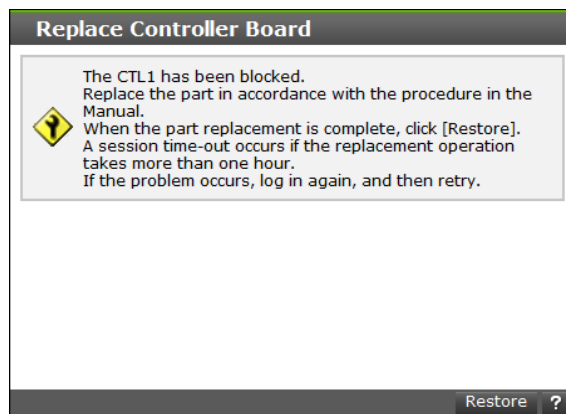 Replace Controller Board
The CTL1 has been blocked.
Replace the part in accordance with the procedure in the
Manual.
When the part replacement is complete, click [Restore].
A session time-out occurs if the replacement operation
takes more than one hour.
If the problem occurs, log in again, and then retry.
Restore ?